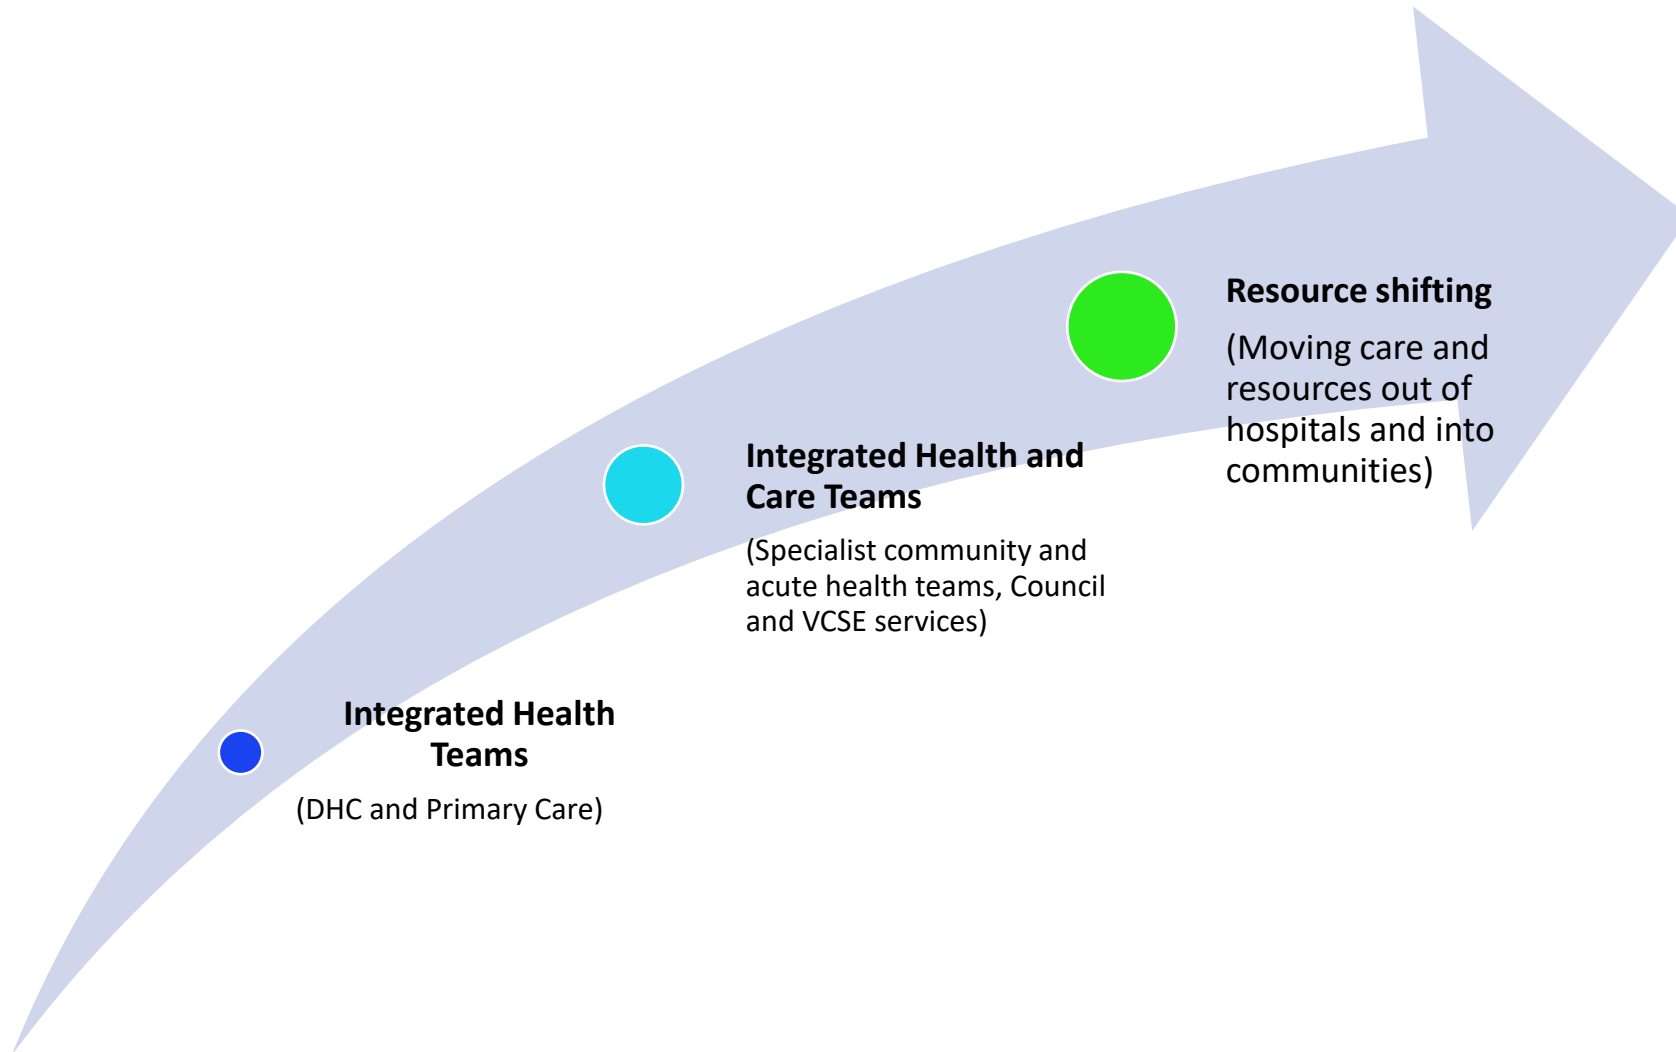 Integrated Health
Teams
(DHC and Primary Care)
Integrated Health and
Care Teams
(Specialist community and
acute health teams, Council
and VCSE services)
Resource shifting
(Moving care and
resources out of
hospitals and into
communities)